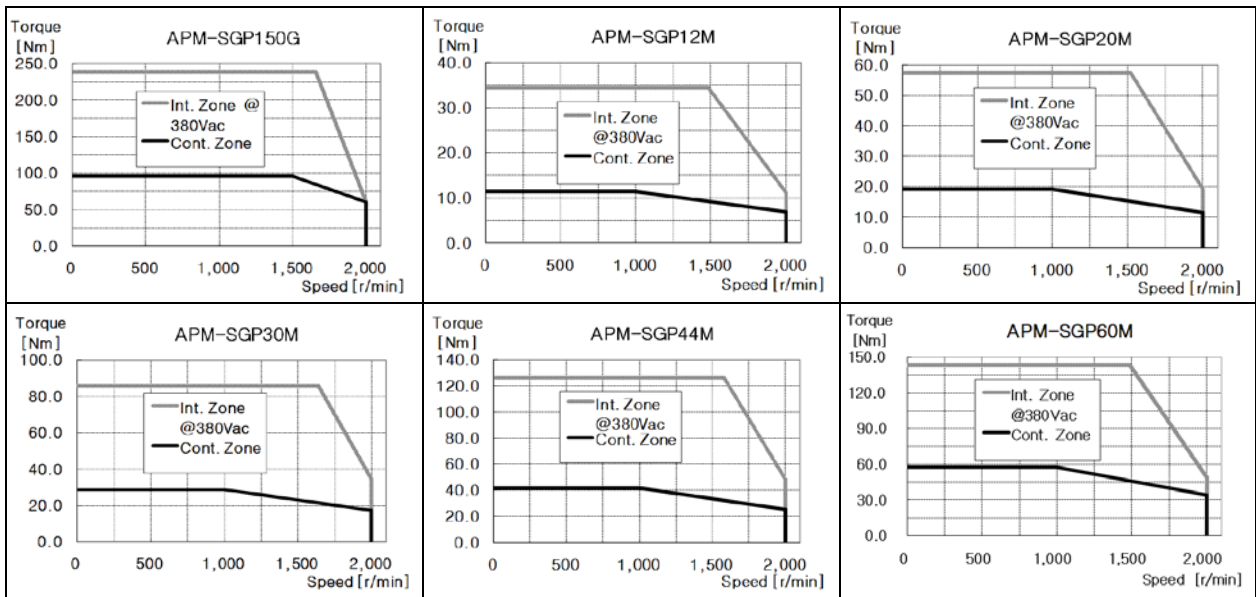 Torque
[Nm]
APM-SGP150G
250.0
200.0
150.0
100.0
50.0
0.0
Int. Zone @
380Vac
Cont. Zone
0 500 1,000 1,500 2,000
Speed [r/min]
Torque
[Nm]
APM-SGP12M
40.0
30.0
20.0
10.0
0.0
Int. Zone
@380Vac
Cont. Zone
0 500 1,000 1,500 2,000
Speed [r/min]
Torque
[Nm]
APM-SGP20M
60.0
50.0
40.0
30.0
20.0
10.0
0.0
Int. Zone
@380Vac
Cont. Zone
0 500 1,000 1,500 2,000
Speed [r/min]
Torque
[Nm]
APM-SGP30M
100.0
80.0
60.0
40.0
20.0
0.0
Int. Zone
@380Vac
Cont. Zone
0 500 1,000 1,500 2,000
Speed [r/min]
Torque
[Nm]
APM-SGP44M
140.0
120.0
100.0
80.0
60.0
40.0
20.0
0.0
Int. Zone
@380Vac
Cont. Zone
0 500 1,000 1,500 2,000
Speed [r/min]
Torque
[Nm]
APM-SGP60M
150.0
120.0
90.0
60.0
30.0
0.0
Int. Zone
@380Vac
Cont. Zone
0 500 1,000 1,500 2,000
Speed [r/min]